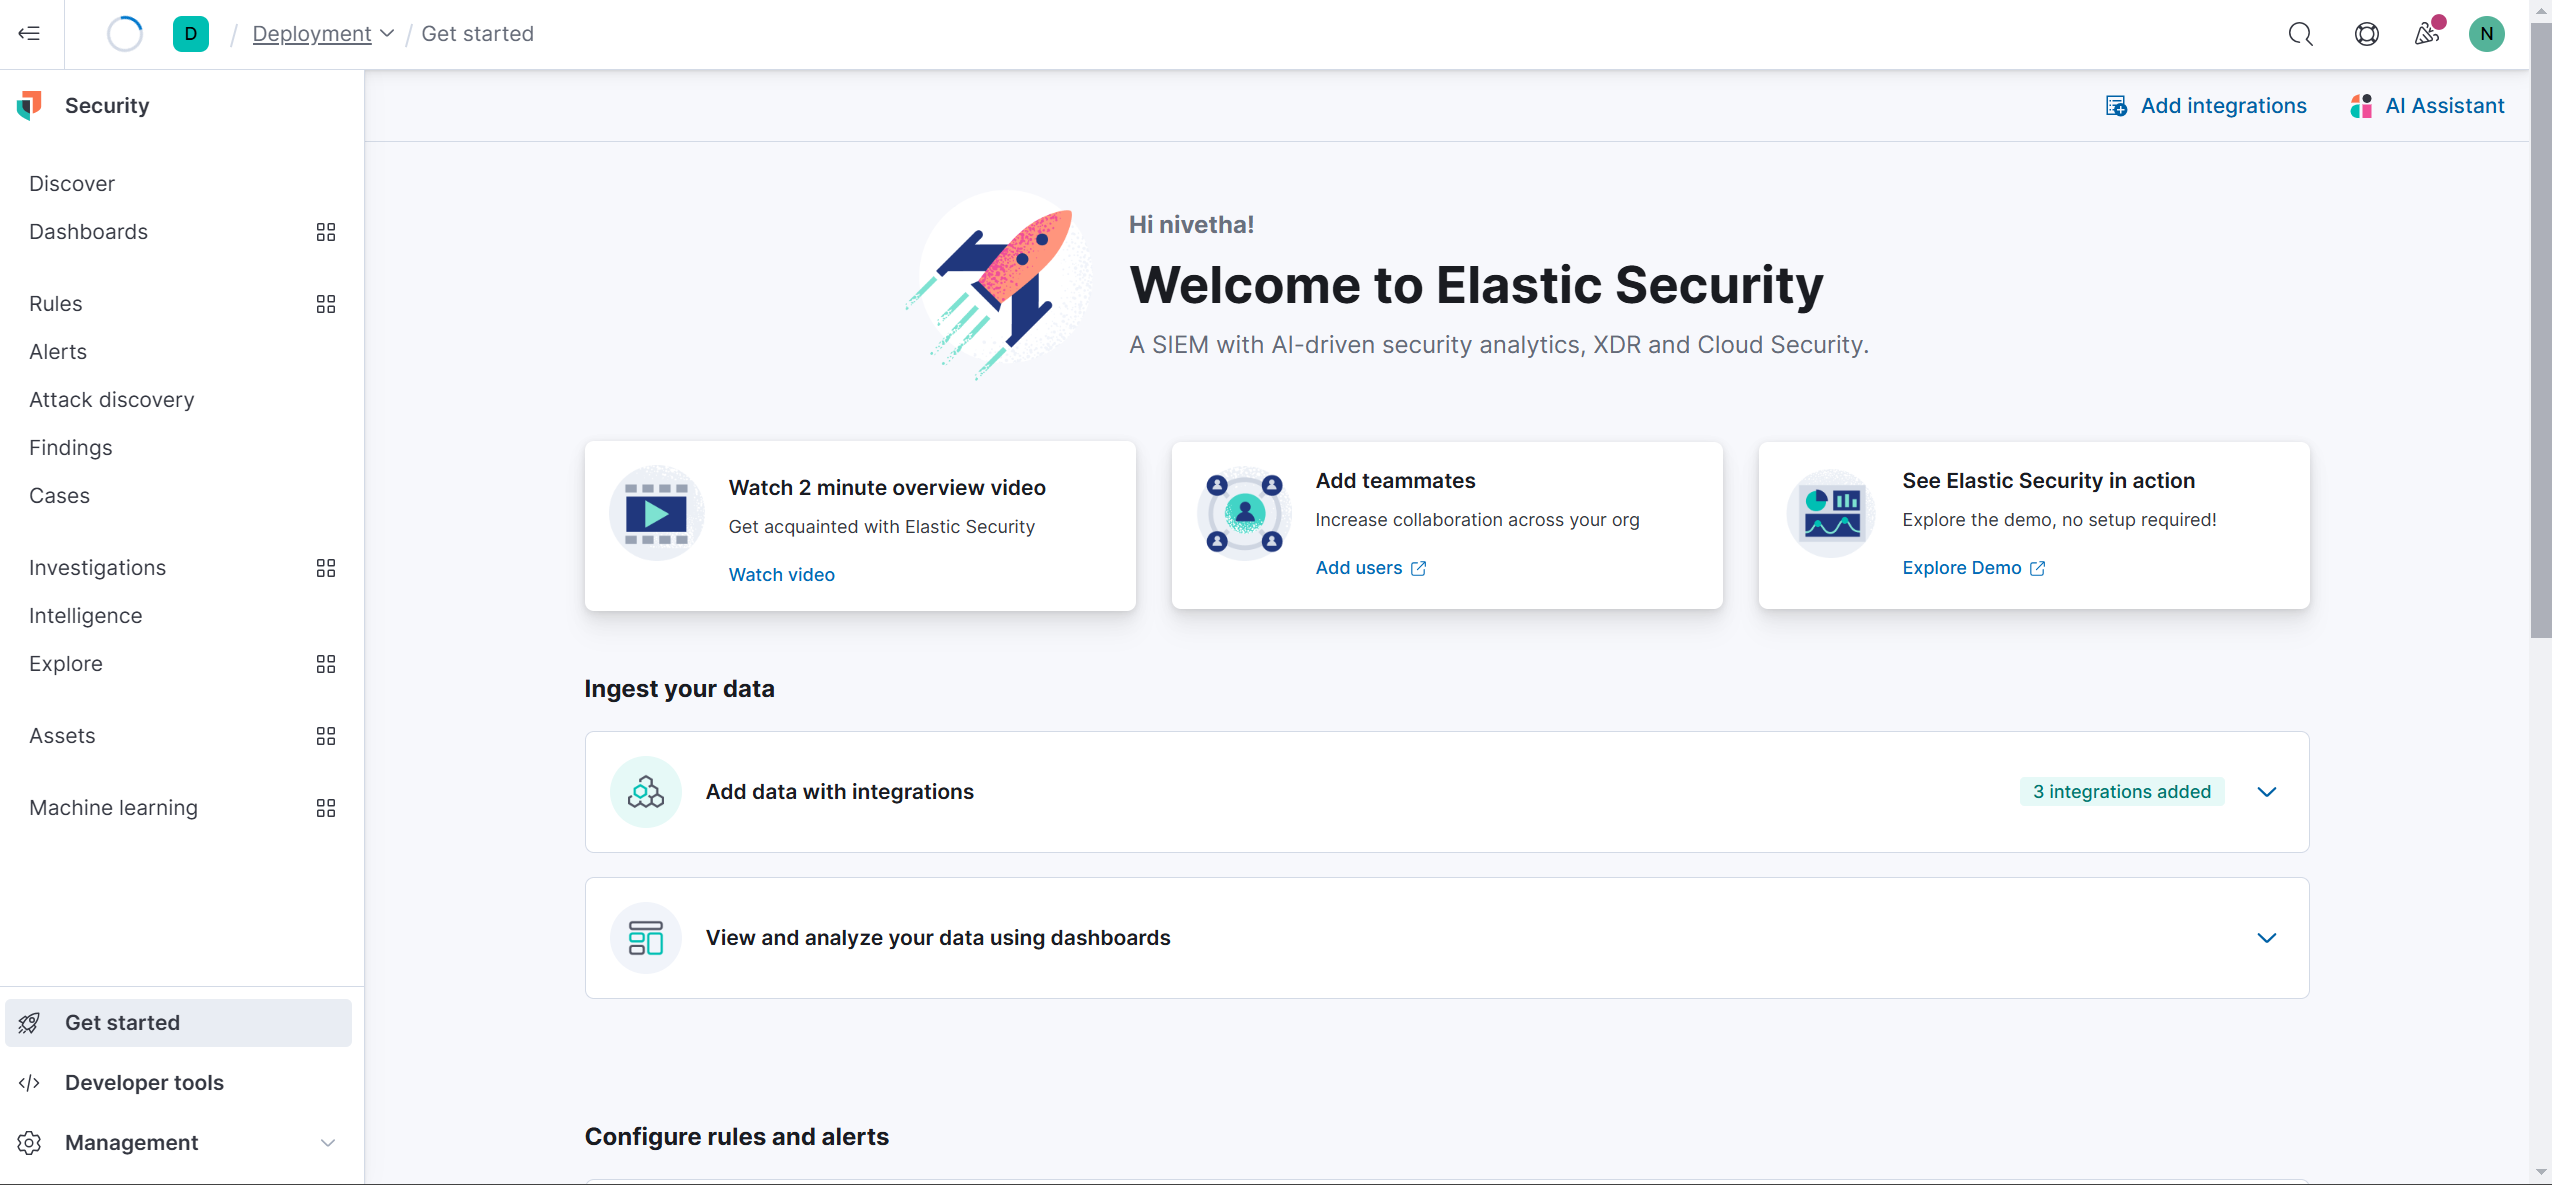 D / Deployment / Get started
N
Security
Add integrations
AI Assistant
Discover
Dashboards
Rules
Alerts
Attack discovery
Findings
Cases
Investigations
Intelligence
Explore
Assets
Machine learning
Get started
Developer tools
Management
Hi nivetha!
Welcome to Elastic Security
A SIEM with AI-driven security analytics, XDR and Cloud Security.
Watch 2 minute overview video
Get acquainted with Elastic Security
Watch video
Add teammates
Increase collaboration across your org
Add users
See Elastic Security in action
Explore the demo, no setup required!
Explore Demo
Ingest your data
Add data with integrations
3 integrations added
View and analyze your data using dashboards
Configure rules and alerts